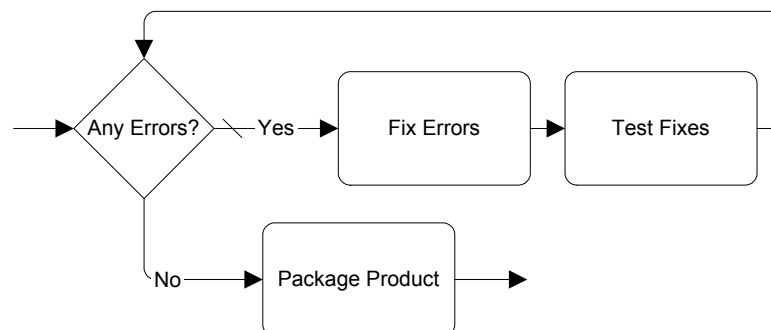 Any Errors?
Yes
Fix Errors
Test Fixes
No
Package Product